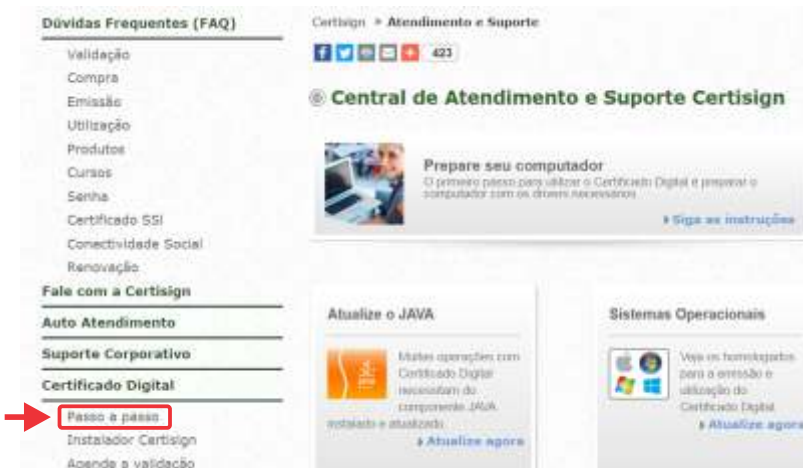 Dúvidas Frequentes (FAQ)
Validação
Compra
Emissão
Utilização
Produtos
Cursos
Senha
Certificado SSI
Conectividade Social
Renovação
Fale com a Certisign
Auto Atendimento
Suporte Corporativo
Certificado Digital
Passo a passo
Instalador Certisign
Agende a validação
Certisign > Atendimento e Suporte
423
Central de Atendimento e Suporte Certisign
Prepare seu computador
O primeiro passo para utilizar o Certificado Digital é preparar o
computador com os drivers necessários
Siga as instruções
Atualize o JAVA
Muitas operações com
Certificado Digital
necessitam do
componente JAVA
instalado e atualizado.
Atualize agora
Sistemas Operacionais
Veja os homologados
para a emissão e
utilização do
Certificado Digital.
Atualize agora